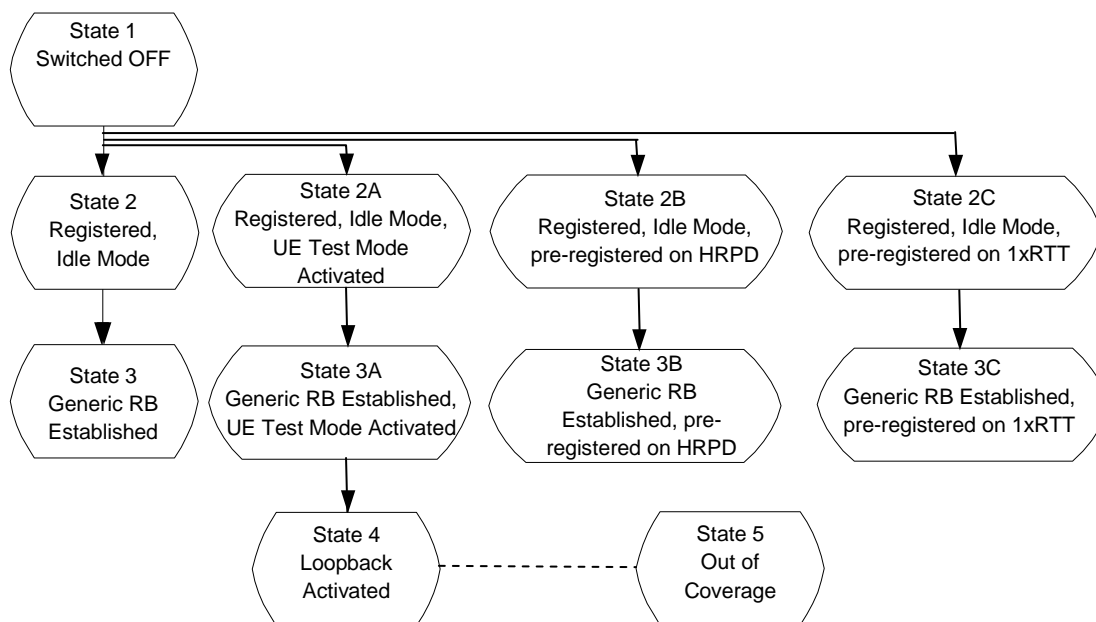 State 1
Switched OFF
State 2
Registered,
Idle Mode
State 2A
Registered, Idle Mode,
UE Test Mode
Activated
State 2B
Registered, Idle Mode,
pre-registered on HRPD
State 2C
Registered, Idle Mode,
pre-registered on 1xRTT
State 3
Generic RB
Established
State 3A
Generic RB Established,
UE Test Mode Activated
State 3B
Generic RB
Established, pre-
registered on HRPD
State 3C
Generic RB Established,
pre-registered on 1xRTT
State 4
Loopback
Activated
State 5
Out of
Coverage